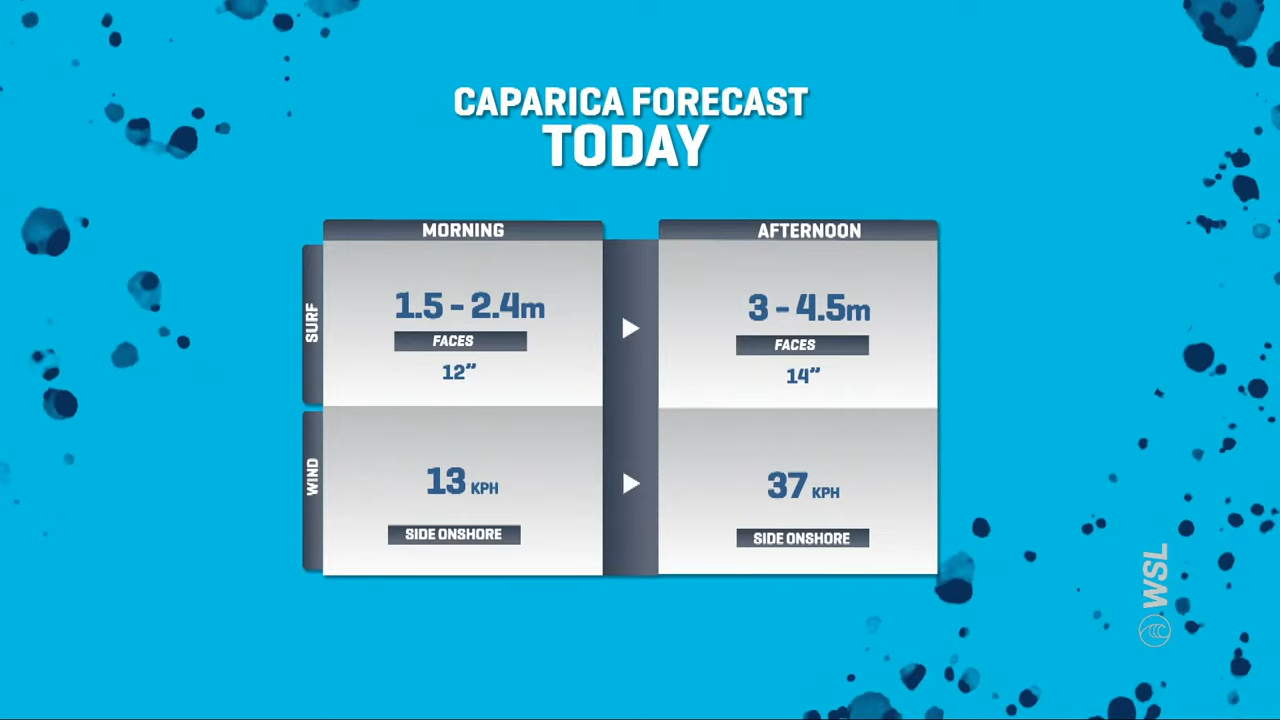 CAPARICA FORECAST
TODAY
MORNING
AFTERNOON
SURF
1.5 - 2.4m
FACES
12”
3 - 4.5m
FACES
14”
WIND
13 KPH
SIDE ONSHORE
37 KPH
SIDE ONSHORE
WSL